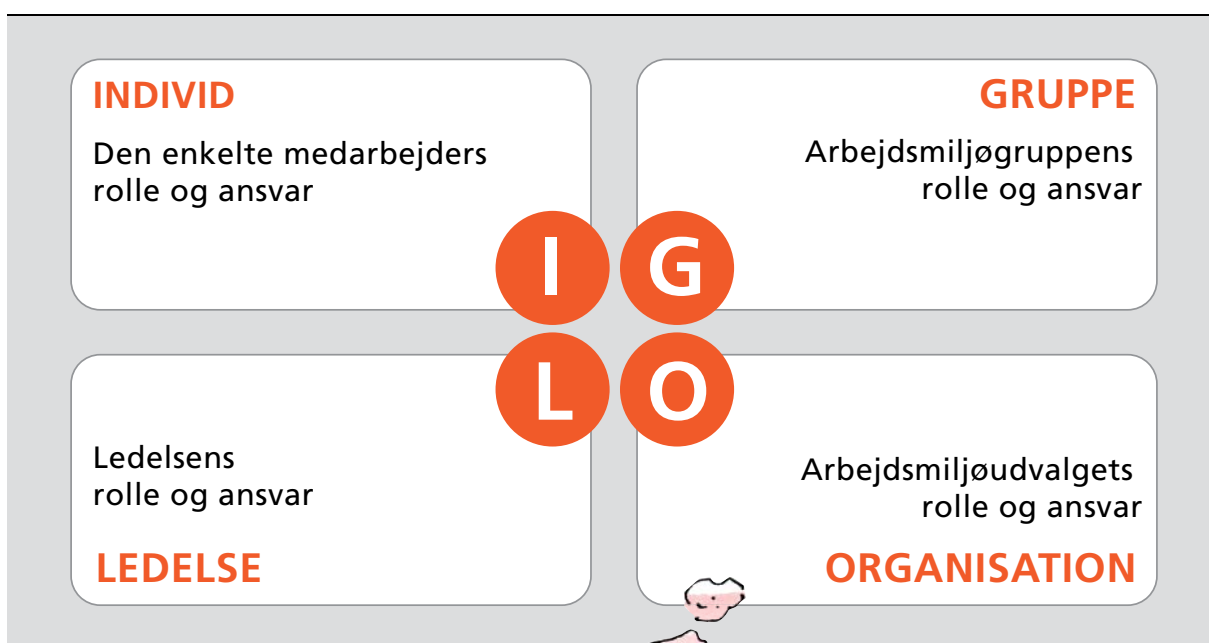 INDIVID
Den enkelte medarbejders
rolle og ansvar
GRUPPE
Arbejdsmiljøgruppens
rolle og ansvar
I G
L O
Ledelsens
rolle og ansvar
LEDELSE
Arbejdsmiljøudvalgets
rolle og ansvar
ORGANISATION